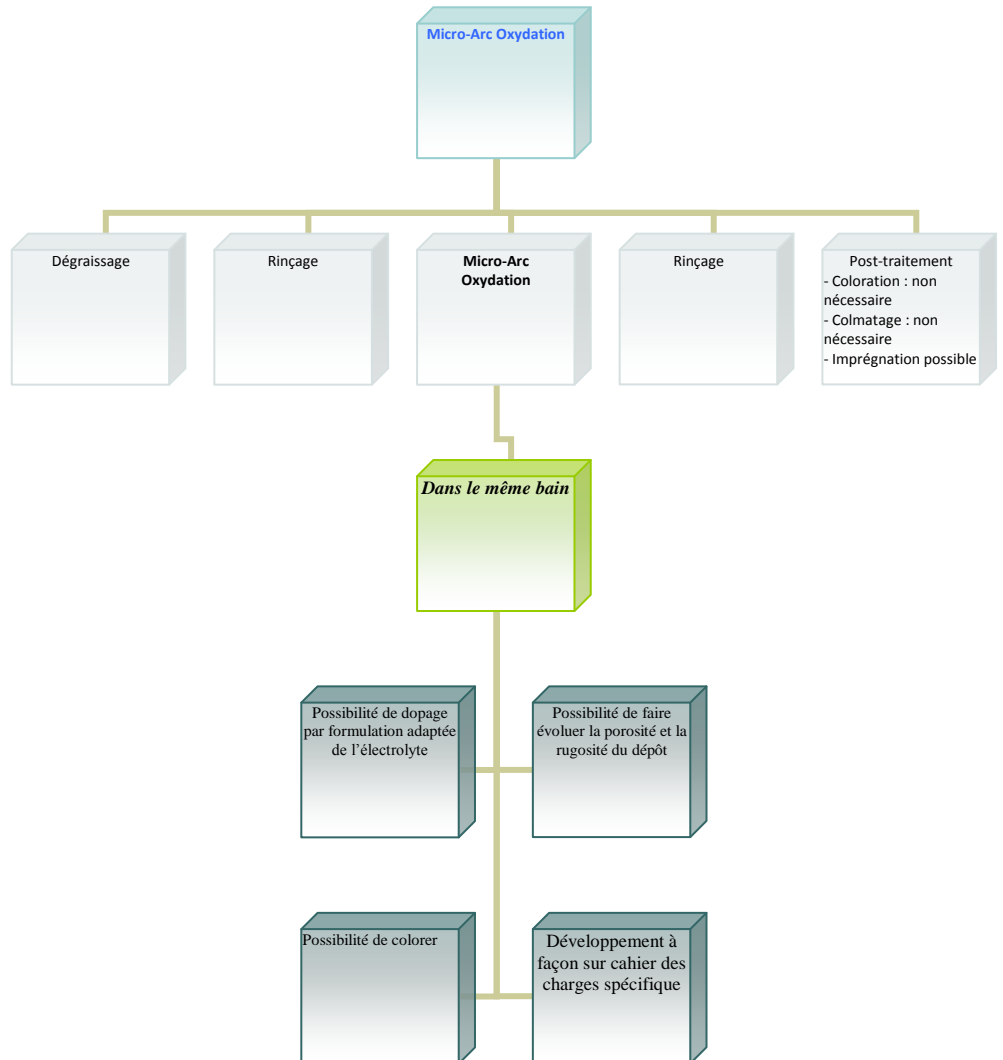 Micro-Arc Oxydation
Dégraissage
Rinçage
Micro-Arc
Oxydation
Rinçage
Post-traitement
- Coloration : non
nécessaire
- Colmatage : non
nécessaire
- Imprégnation possible
Dans le même bain
Possibilité de dopage
par formulation adaptée
de l’électrolyte
Possibilité de faire
évoluer la porosité et la
rugosité du dépôt
Possibilité de colorer
Développement à
façon sur cahier des
charges spécifique